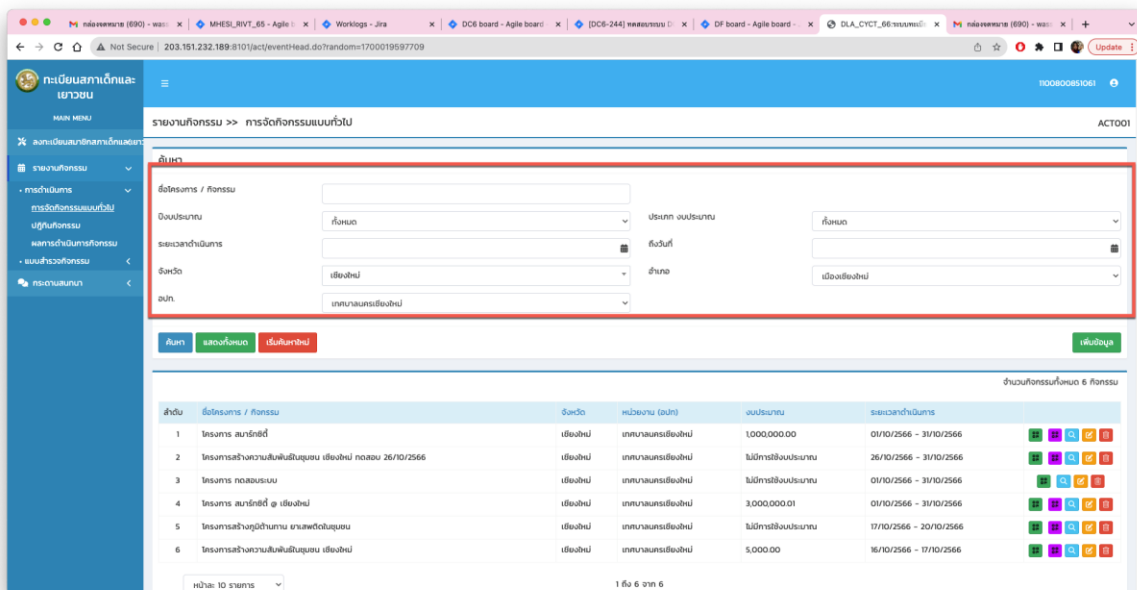 กล่องจดหมาย (690) - wass
MHESI_RIVT_65 - Agile b
Worklogs - Jira
DC6 board - Agile board
[DC6-244] ทดสอบระบบ D
DF board - Agile board - .
DLA_CYCT_66:ระบบทะเบี
กล่องจดหมาย (690) - wass
Not Secure | 203.151.232.189:8101/act/eventHead.do?random=1700019597709
Update
ทะเบียนสภาเด็กและ
เยาวชน
1100800851061
MAIN MENU
รายงานกิจกรรม >> การจัดกิจกรรมแบบทั่วไป
ACT001
ลงทะเบียนสมาชิกสภาเด็กและเยาว
รายงานกิจกรรม
การดำเนินการ
การจัดกิจกรรมแบบทั่วไป
ปฏิทินกิจกรรม
ผลการดำเนินการกิจกรรม
แบบสำรวจกิจกรรม
กระดานสนทนา
ค้นหา
ชื่อโครงการ / กิจกรรม
ปีงบประมาณ ทั้งหมด ประเภท งบประมาณ ทั้งหมด
ระยะเวลาดำเนินการ ถึงวันที่
จังหวัด เชียงใหม่ อำเภอ เมืองเชียงใหม่
อปท. เทศบาลนครเชียงใหม่
ค้นหา แสดงทั้งหมด เริ่มค้นหาใหม่ เพิ่มข้อมูล
จำนวนกิจกรรมทั้งหมด 6 กิจกรรม
ลำดับ ชื่อโครงการ / กิจกรรม จังหวัด หน่วยงาน (อปท) งบประมาณ ระยะเวลาดำเนินการ
1 โครงการ สมาร์ทซิตี้ เชียงใหม่ เทศบาลนครเชียงใหม่ 1,000,000.00 01/10/2566 - 31/10/2566
2 โครงการสร้างความสัมพันธ์ในชุมชน เชียงใหม่ ทดสอบ 26/10/2566 เชียงใหม่ เทศบาลนครเชียงใหม่ ไม่มีการใช้งบประมาณ 26/10/2566 - 31/10/2566
3 โครงการ ทดสอบระบบ เชียงใหม่ เทศบาลนครเชียงใหม่ ไม่มีการใช้งบประมาณ 01/10/2566 - 31/10/2566
4 โครงการ สมาร์ทซิตี้ @ เชียงใหม่ เชียงใหม่ เทศบาลนครเชียงใหม่ 3,000,000.01 01/10/2566 - 31/10/2566
5 โครงการสร้างภูมิต้านทาน ยาเสพติดในชุมชน เชียงใหม่ เทศบาลนครเชียงใหม่ ไม่มีการใช้งบประมาณ 17/10/2566 - 20/10/2566
6 โครงการสร้างความสัมพันธ์ในชุมชน เชียงใหม่ เชียงใหม่ เทศบาลนครเชียงใหม่ 5,000.00 16/10/2566 - 17/10/2566
หน้าละ 10 รายการ 1 ถึง 6 จาก 6